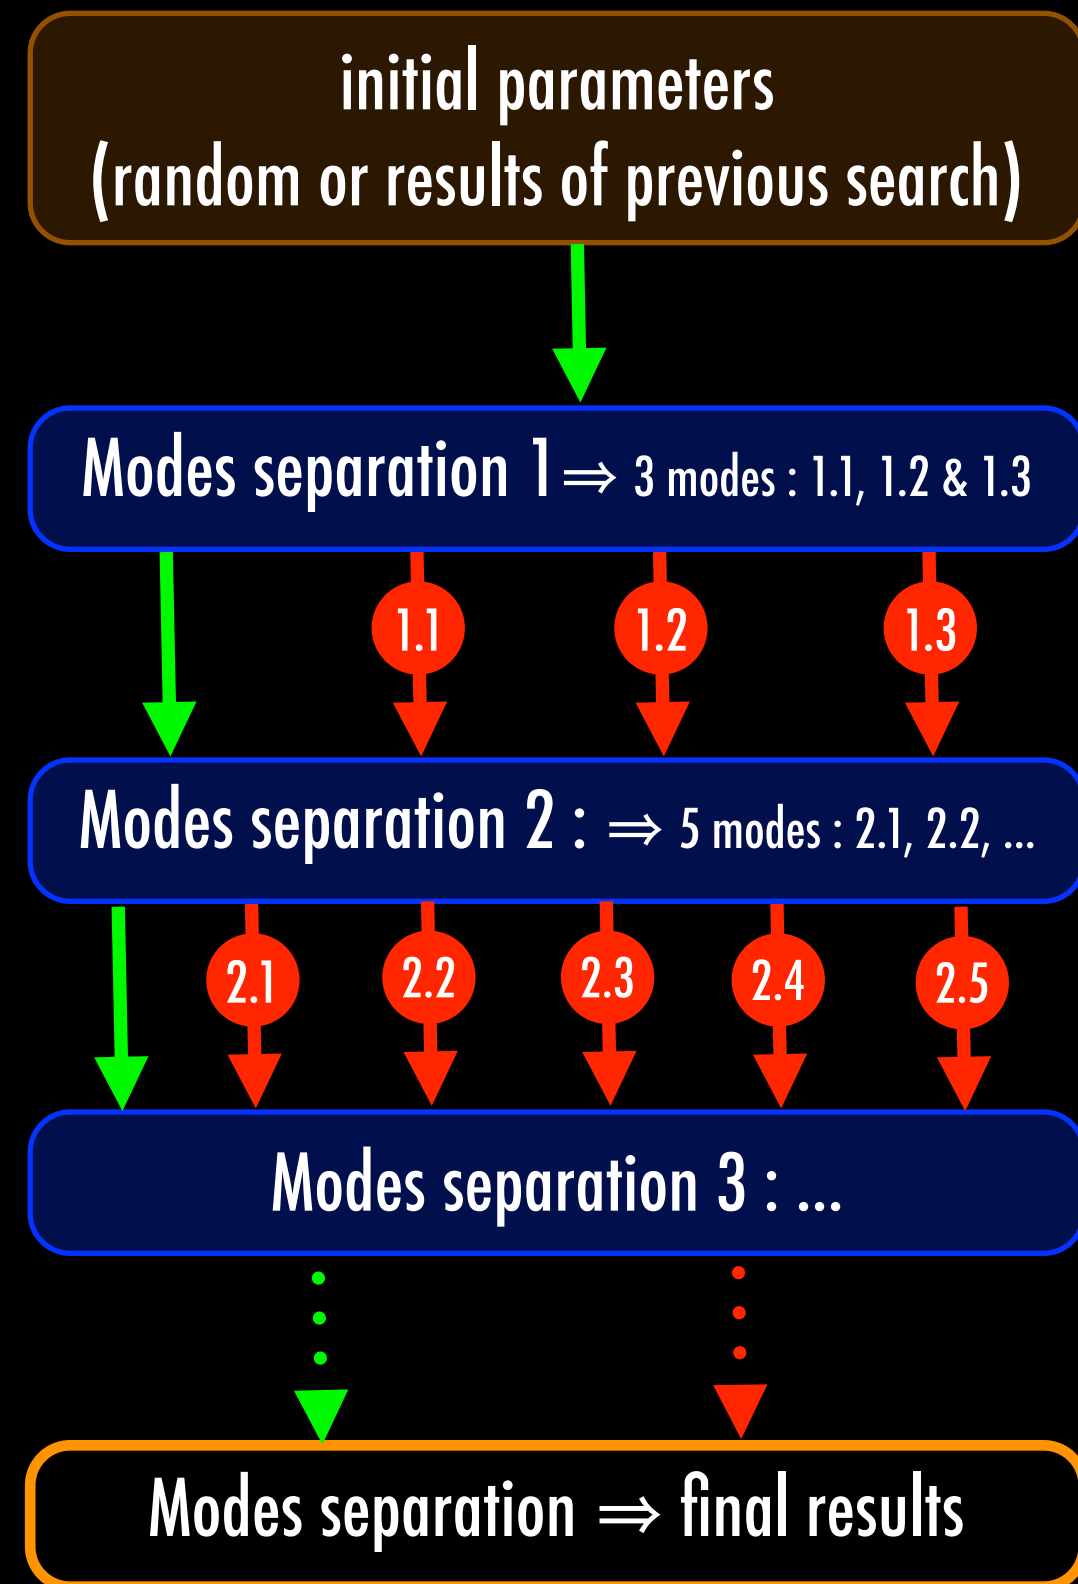 initial parameters
(random or results of previous search)
Modes separation 1 ⇒ 3 modes : 1.1, 1.2 & 1.3
1.1 1.2 1.3
Modes separation 2 : ⇒ 5 modes : 2.1, 2.2, ...
2.1 2.2 2.3 2.4 2.5
Modes separation 3 : ...
Modes separation ⇒ final results